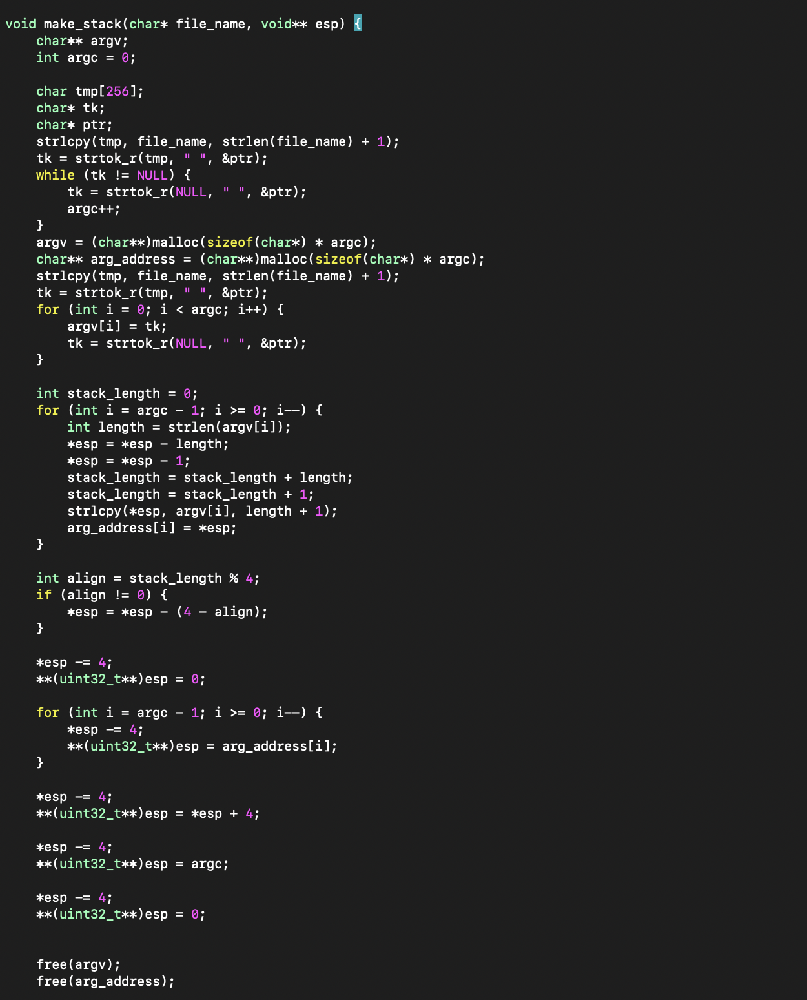 void make_stack(char* file_name, void** esp) {
    char** argv;
    int argc = 0;

    char tmp[256];
    char* tk;
    char* ptr;
    strlcpy(tmp, file_name, strlen(file_name) + 1);
    tk = strtok_r(tmp, " ", &ptr);
    while (tk != NULL) {
        tk = strtok_r(NULL, " ", &ptr);
        argc++;
    }
    argv = (char**)malloc(sizeof(char*) * argc);
    char** arg_address = (char**)malloc(sizeof(char*) * argc);
    strlcpy(tmp, file_name, strlen(file_name) + 1);
    tk = strtok_r(tmp, " ", &ptr);
    for (int i = 0; i < argc; i++) {
        argv[i] = tk;
        tk = strtok_r(NULL, " ", &ptr);
    }

    int stack_length = 0;
    for (int i = argc - 1; i >= 0; i--) {
        int length = strlen(argv[i]);
        *esp = *esp - length;
        *esp = *esp - 1;
        stack_length = stack_length + length;
        stack_length = stack_length + 1;
        strlcpy(*esp, argv[i], length + 1);
        arg_address[i] = *esp;
    }

    int align = stack_length % 4;
    if (align != 0) {
        *esp = *esp - (4 - align);
    }

    *esp -= 4;
    **(uint32_t**)esp = 0;

    for (int i = argc - 1; i >= 0; i--) {
        *esp -= 4;
        **(uint32_t**)esp = arg_address[i];
    }

    *esp -= 4;
    **(uint32_t**)esp = *esp + 4;

    *esp -= 4;
    **(uint32_t**)esp = argc;

    *esp -= 4;
    **(uint32_t**)esp = 0;


    free(argv);
    free(arg_address);